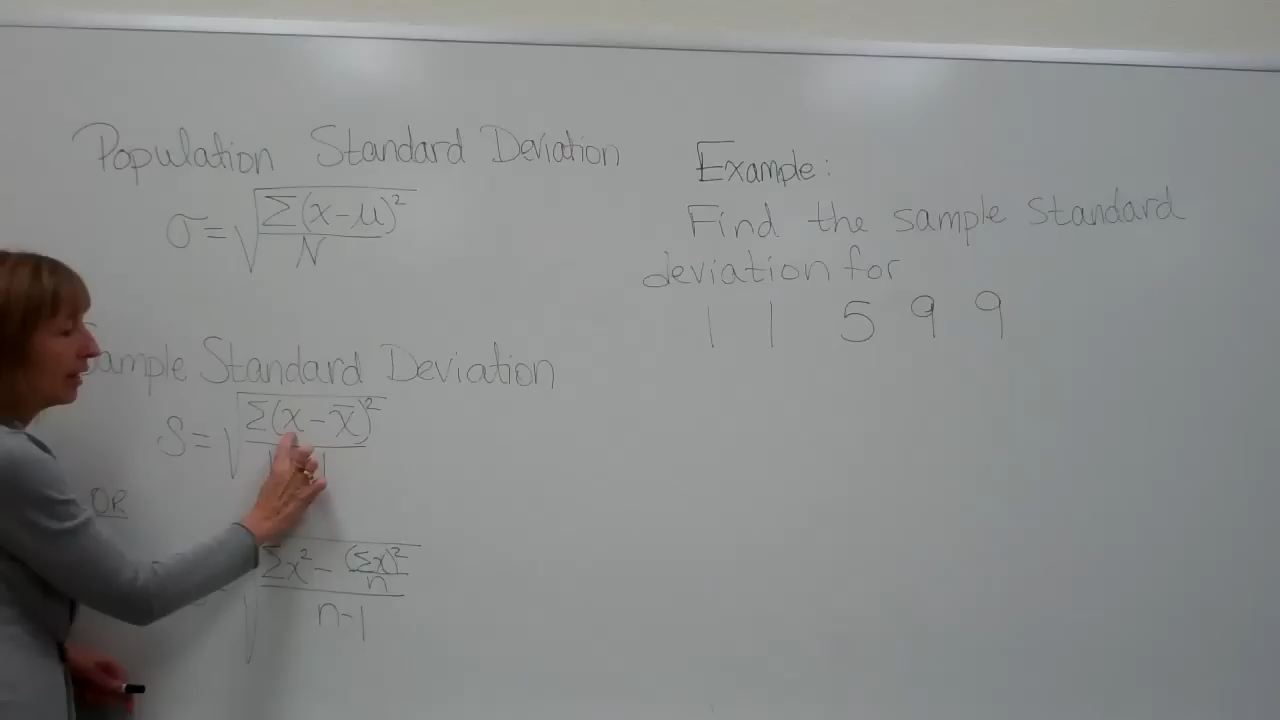 Population Standard Deviation
σ = √(Σ(x-μ)²/N)
Sample Standard Deviation
S = √(Σ(x-x̄)²/
OR
√((Σx² - (Σx)²/n)/(n-1))
Example:
Find the sample standard
deviation for
1 1 5 9 9